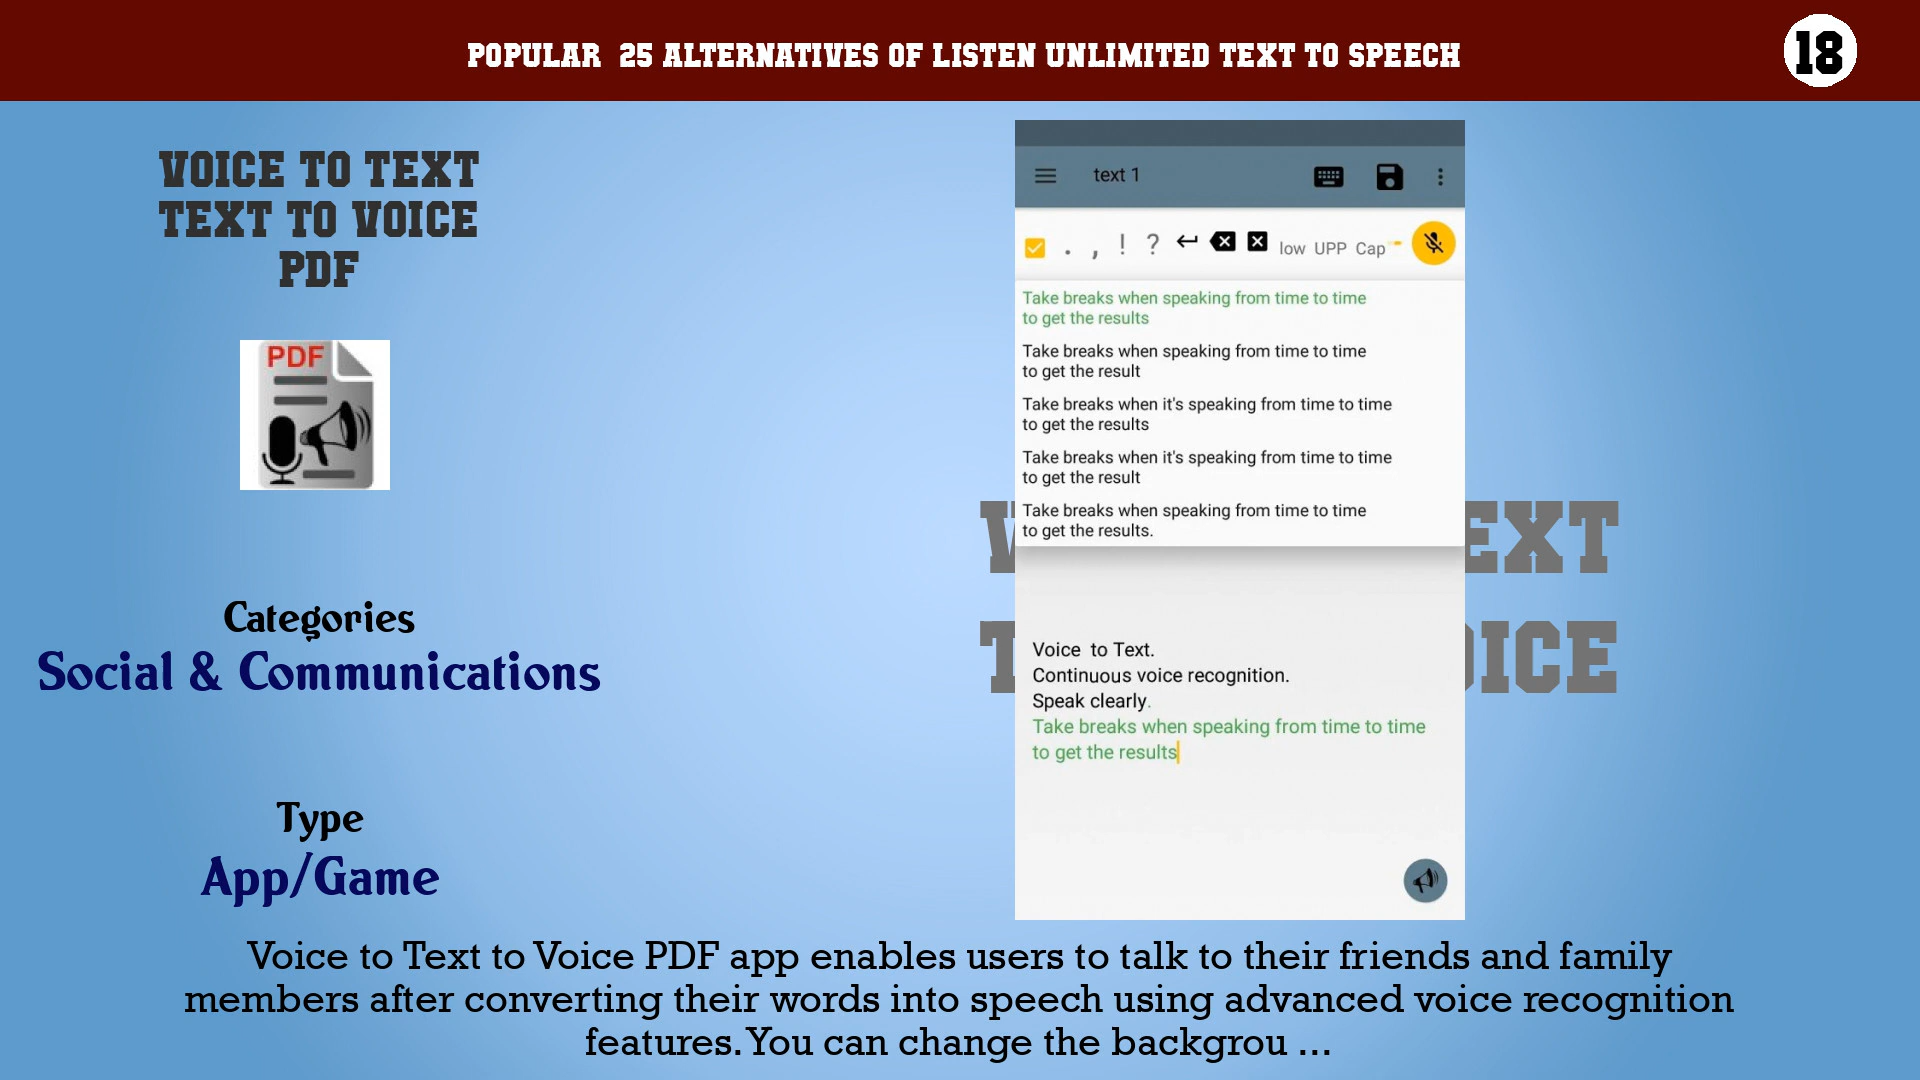 POPULAR 25 ALTERNATIVES OF LISTEN UNLIMITED TEXT TO SPEECH
18
VOICE TO TEXT
TEXT TO VOICE
PDF
PDF
Categories
Social & Communications
Type
App/Game
text 1
. , ! ? low UPP Cap
Take breaks when speaking from time to time
to get the results
Take breaks when speaking from time to time
to get the result
Take breaks when it's speaking from time to time
to get the results
Take breaks when it's speaking from time to time
to get the result
Take breaks when speaking from time to time
to get the results.
Voice to Text.
Continuous voice recognition.
Speak clearly.
Take breaks when speaking from time to time
to get the results
Voice to Text to Voice PDF app enables users to talk to their friends and family
members after converting their words into speech using advanced voice recognition
features. You can change the backgrou ...